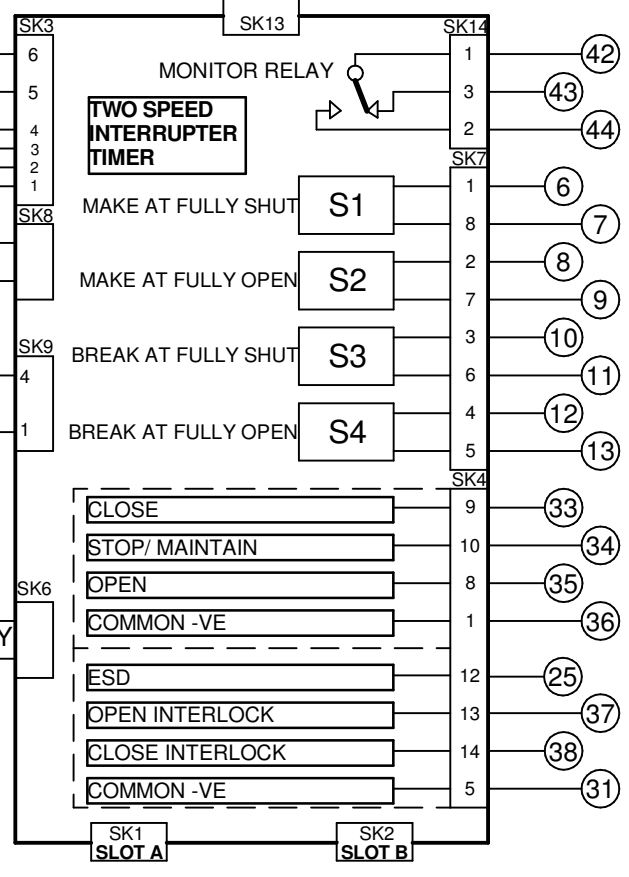 SK3
SK13
SK14
6
MONITOR RELAY
1
42
5
3
43
TWO SPEED
INTERRUPTER
TIMER
4
3
2
1
2
44
SK7
MAKE AT FULLY SHUT
S1
1
6
8
7
SK8
MAKE AT FULLY OPEN
S2
2
8
7
9
SK9
4
1
BREAK AT FULLY SHUT
S3
3
10
6
11
BREAK AT FULLY OPEN
S4
4
12
5
13
SK4
CLOSE
9
33
STOP/ MAINTAIN
10
34
OPEN
8
35
SK6
COMMON -VE
1
36
Y
ESD
12
25
OPEN INTERLOCK
13
37
CLOSE INTERLOCK
14
38
COMMON -VE
5
31
SK1
SLOT A
SK2
SLOT B